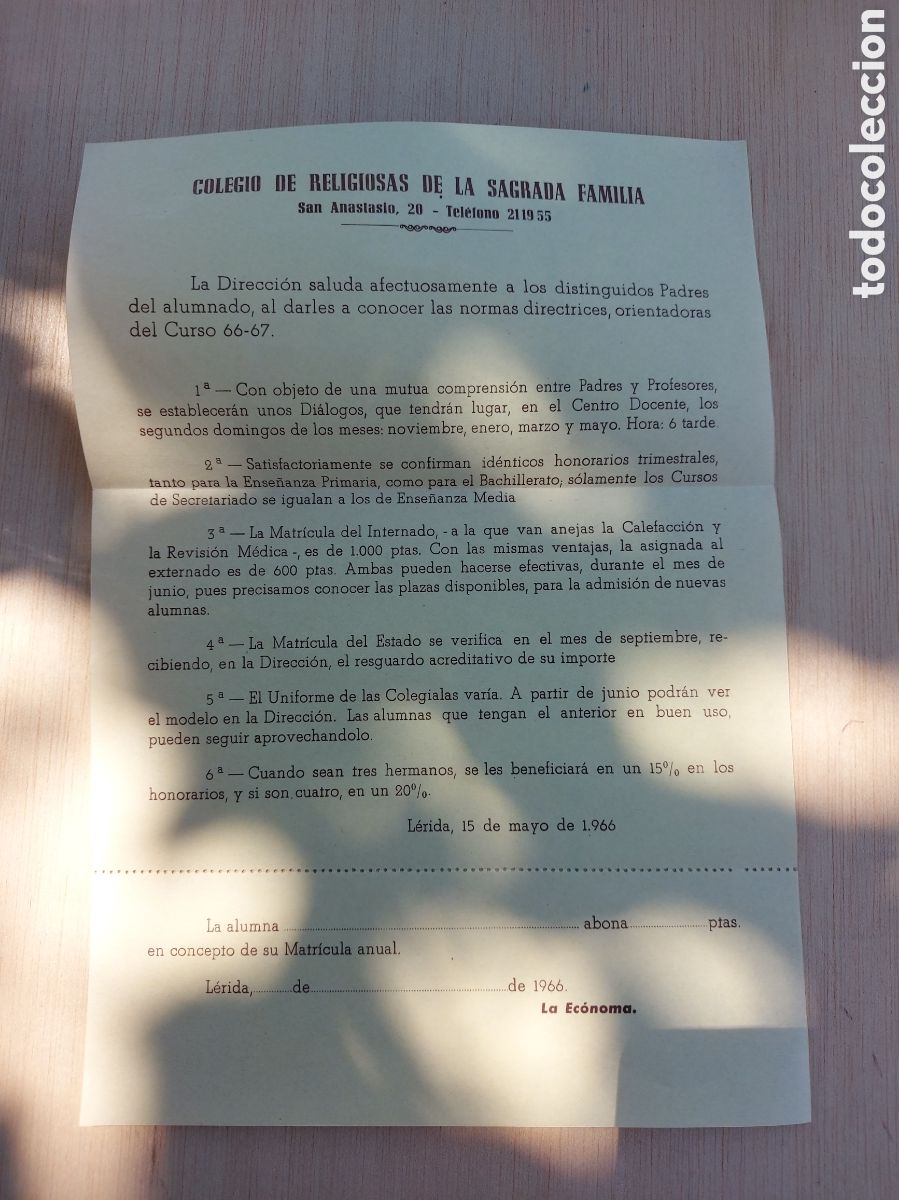 COLEGIO DE RELIGIOSAS DE LA SAGRADA FAMILIA
San Anastasio, 20 - Teléfono 211955
La Dirección saluda afectuosamente a los distinguidos Padres
del alumnado, al darles a conocer las normas directrices, orientadoras
del Curso 66-67.
1ª — Con objeto de una mutua comprensión entre Padres y Profesores,
se establecerán unos Diálogos, que tendrán lugar, en el Centro Docente, los
segundos domingos de los meses: noviembre, enero, marzo y mayo. Hora: 6 tarde
2ª — Satisfactoriamente se confirman idénticos honorarios trimestrales,
tanto para la Enseñanza Primaria, como para el Bachillerato; sólamente los Cursos
de Secretariado se igualan a los de Enseñanza Media
3ª — La Matrícula del Internado, - a la que van anejas la Calefacción y
la Revisión Médica -, es de 1.000 ptas. Con las mismas ventajas, la asignada al
externado es de 600 ptas. Ambas pueden hacerse efectivas, durante el mes de
junio, pues precisamos conocer las plazas disponibles, para la admisión de nuevas
alumnas.
4ª — La Matrícula del Estado se verifica en el mes de septiembre, re-
cibiendo, en la Dirección, el resguardo acreditativo de su importe
5ª — El Uniforme de las Colegialas varía. A partir de junio podrán ver
el modelo en la Dirección. Las alumnas que tengan el anterior en buen uso,
pueden seguir aprovechandolo.
6ª — Cuando sean tres hermanos, se les beneficiará en un 15% en los
honorarios, y si son cuatro, en un 20%.
Lérida, 15 de mayo de 1.966
La alumna ........ abona ........ ptas.
en concepto de su Matrícula anual.
Lérida, ........ de ........ de 1966.
La Ecónoma.
todocoleccion